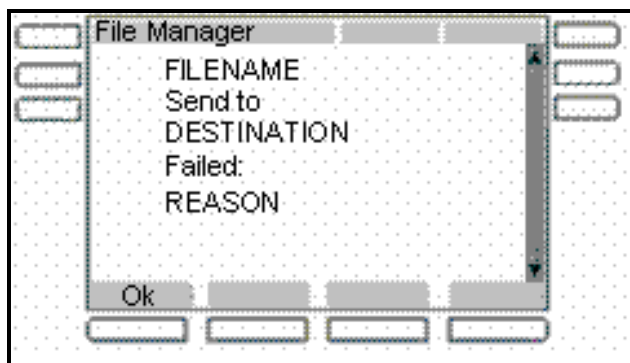 File Manager
FILENAME
Send to
DESTINATION
Failed:
REASON
Ok